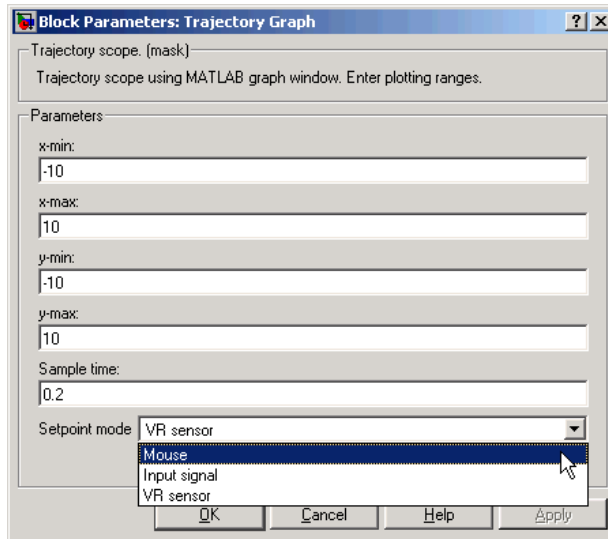 Block Parameters: Trajectory Graph
Trajectory scope. (mask)
Trajectory scope using MATLAB graph window. Enter plotting ranges.
Parameters
x-min:
-10
x-max:
10
y-min:
-10
y-max:
10
Sample time:
0.2
Setpoint mode VR sensor
Mouse
Input signal
VR sensor
OK Cancel Help Apply